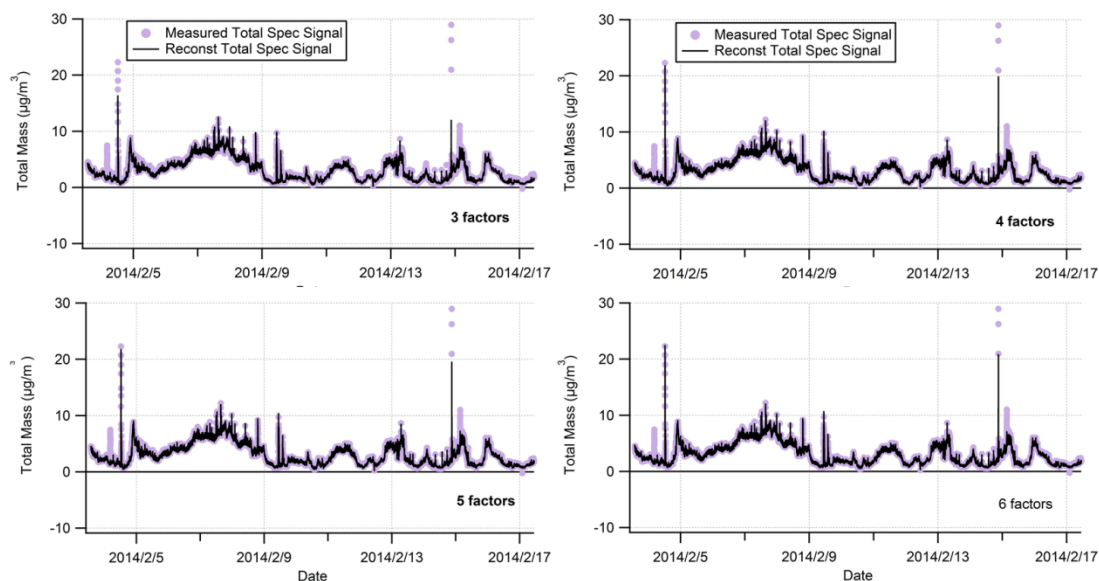 Measured Total Spec Signal
Reconst Total Spec Signal
Total Mass (µg/m³)
30
20
10
0
-10
3 factors
2014/2/5
2014/2/9
2014/2/13
2014/2/17
Measured Total Spec Signal
Reconst Total Spec Signal
Total Mass (µg/m³)
30
20
10
0
-10
4 factors
2014/2/5
2014/2/9
2014/2/13
2014/2/17
Total Mass (µg/m³)
30
20
10
0
-10
5 factors
2014/2/5
2014/2/9
2014/2/13
2014/2/17
Date
Total Mass (µg/m³)
30
20
10
0
-10
6 factors
2014/2/5
2014/2/9
2014/2/13
2014/2/17
Date